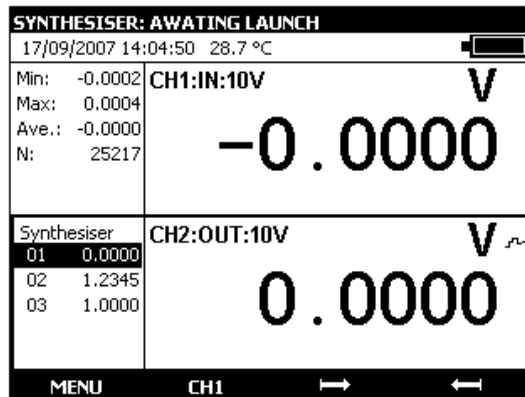 SYNTHESISER: AWATING LAUNCH
17/09/2007 14:04:50 28.7 °C
Min: -0.0002
Max: 0.0004
Ave.: -0.0000
N: 25217
CH1:IN:10V
V
-0.0000
Synthesiser
01 0.0000
02 1.2345
03 1.0000
CH2:OUT:10V
V
0.0000
MENU CH1